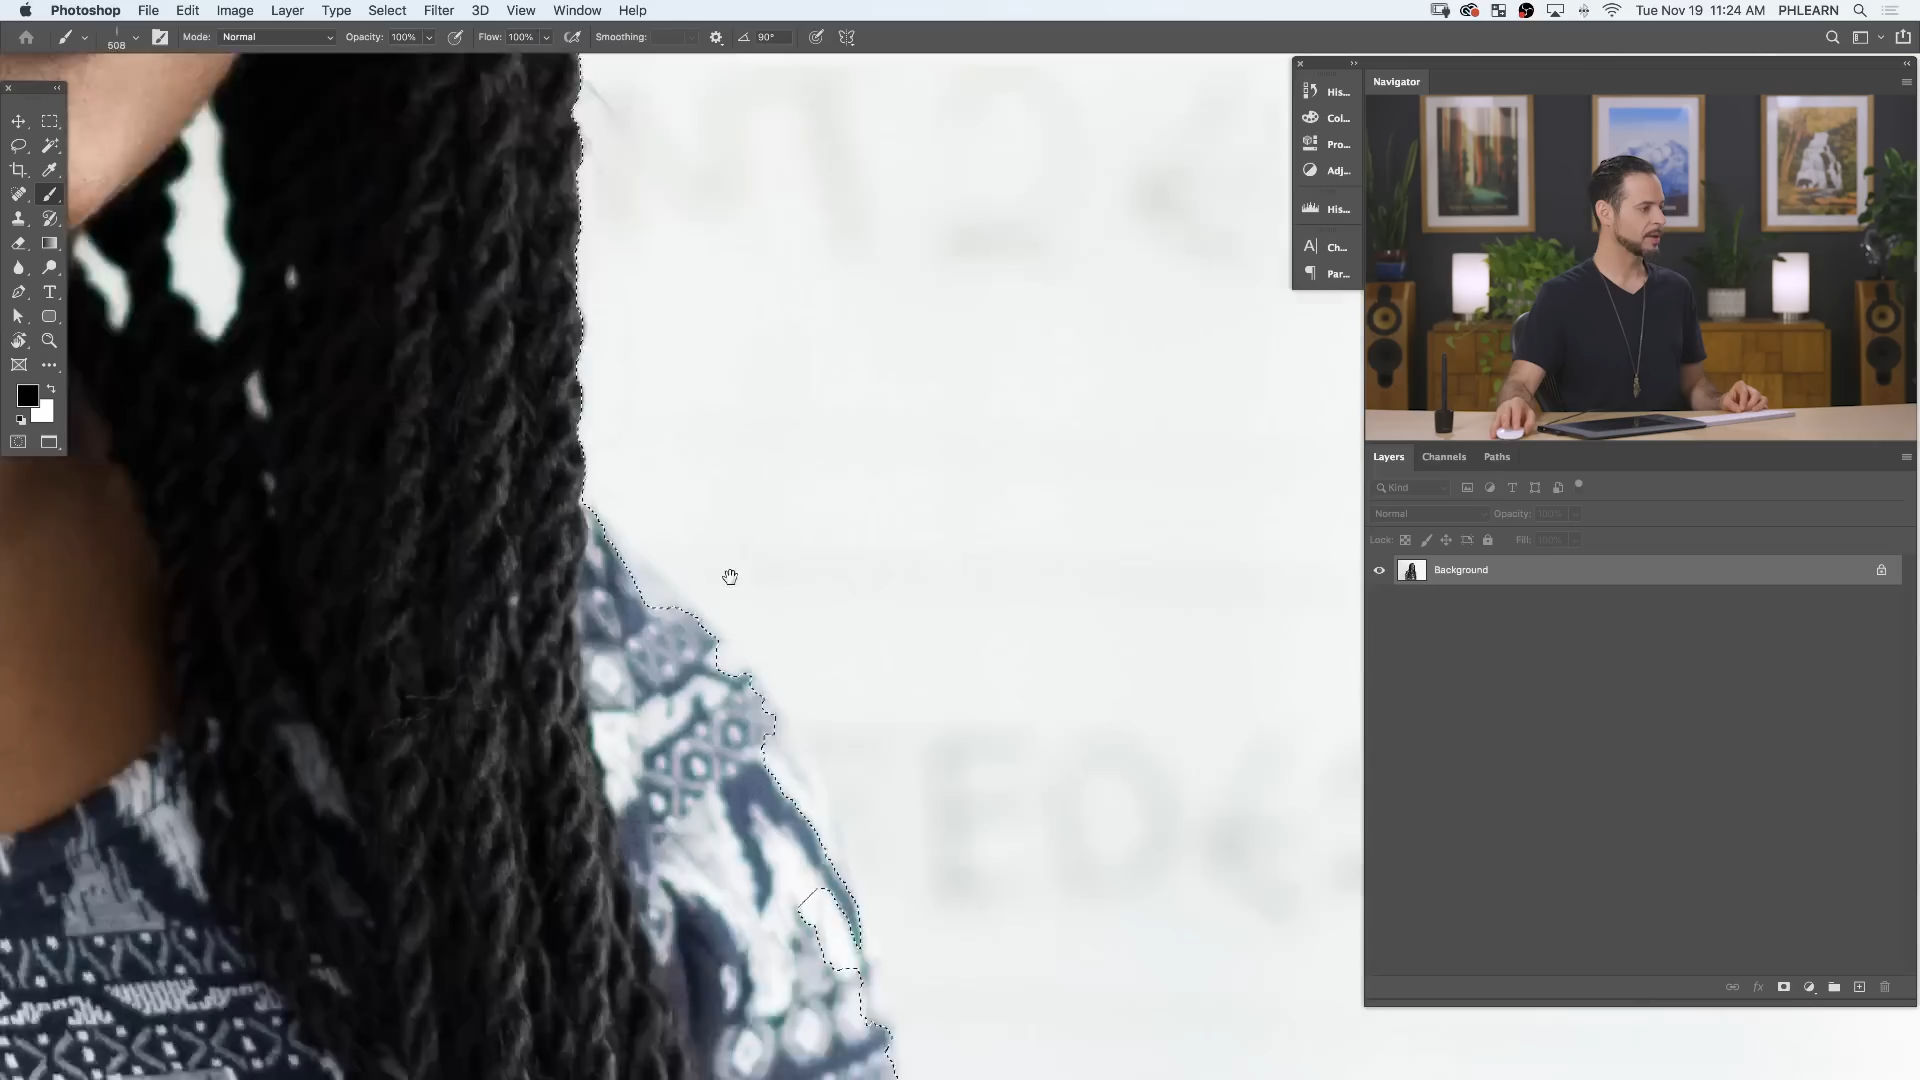 Photoshop File Edit Image Layer Type Select Filter 3D View Window Help Tue Nov 19 11:24 AM PHLEARN
508 Mode: Normal Opacity: 100% Flow: 100% Smoothing: 90°
His...
Col...
Pro...
Adj...
His...
Ch...
Par...
Navigator
Layers Channels Paths
Kind
Normal Opacity: 100%
Lock: Fill: 100%
Background